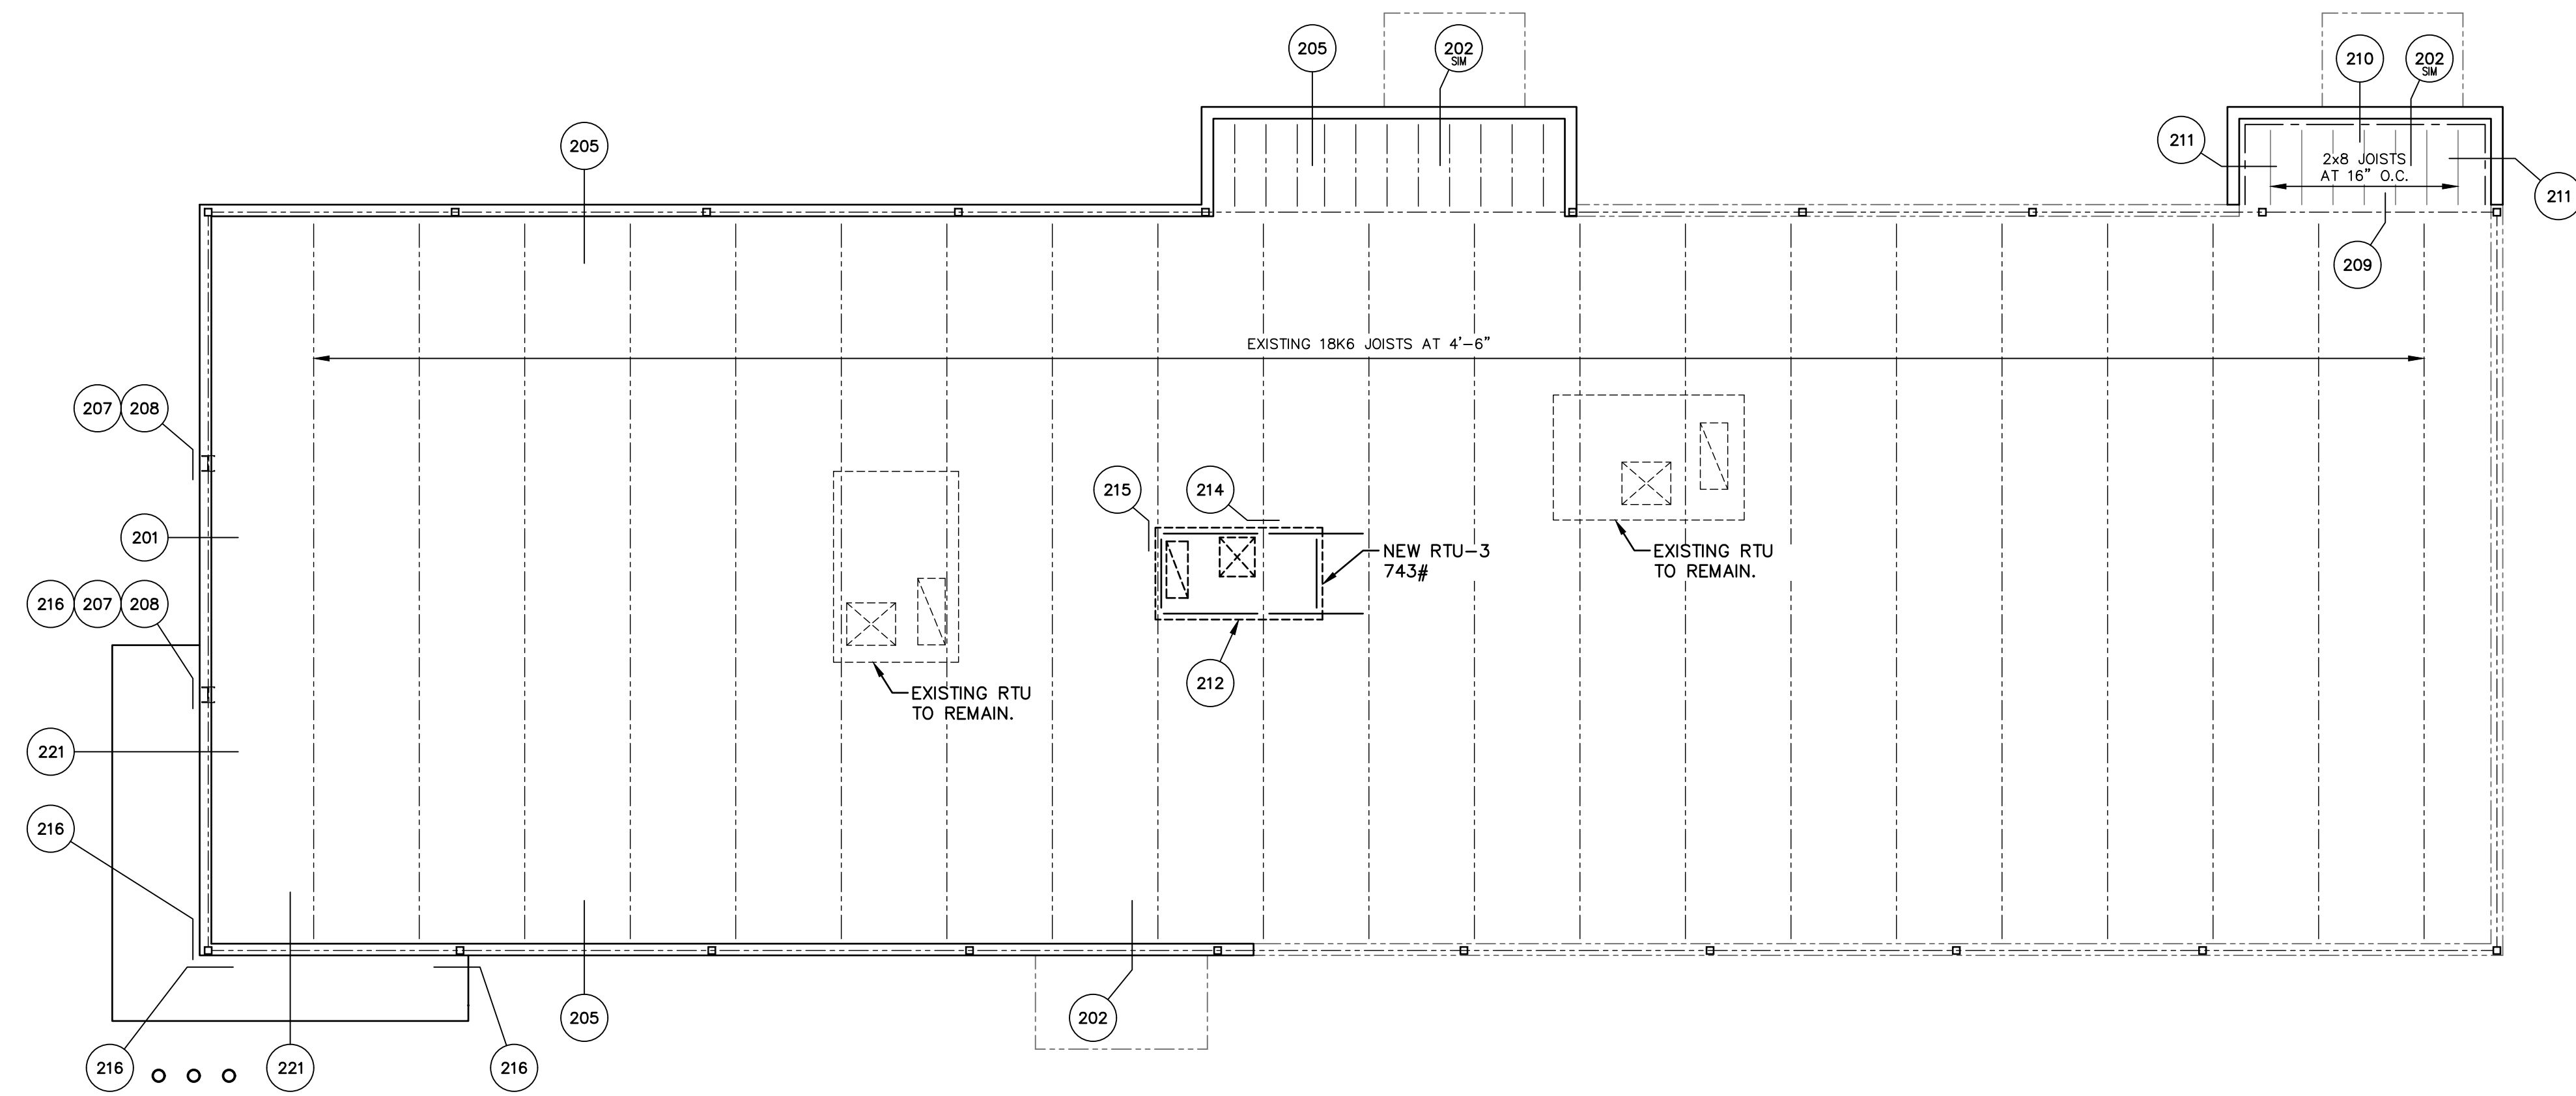 205
202
SIM
210
202
SIM
205
211
2x8 JOISTS
AT 16" O.C.
211
209
EXISTING 18K6 JOISTS AT 4'-6"
207
208
215
214
201
NEW RTU-3
743#
EXISTING RTU
TO REMAIN.
216
207
208
212
EXISTING RTU
TO REMAIN.
221
216
205
202
216
221
216